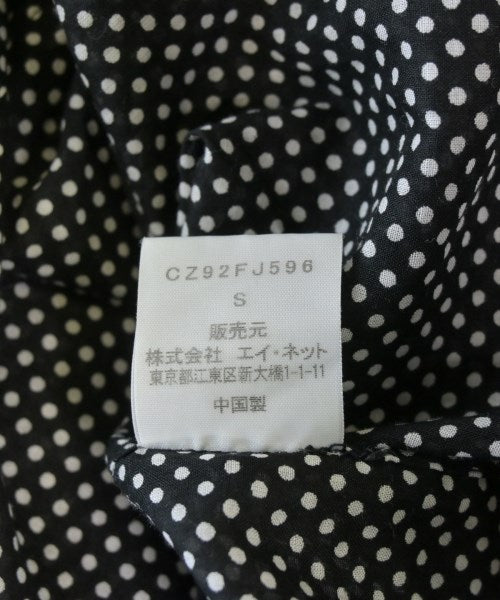 CZ92FJ596
S
販売元
株式会社 エイ・ネット
東京都江東区新大橋1-1-11
中国製